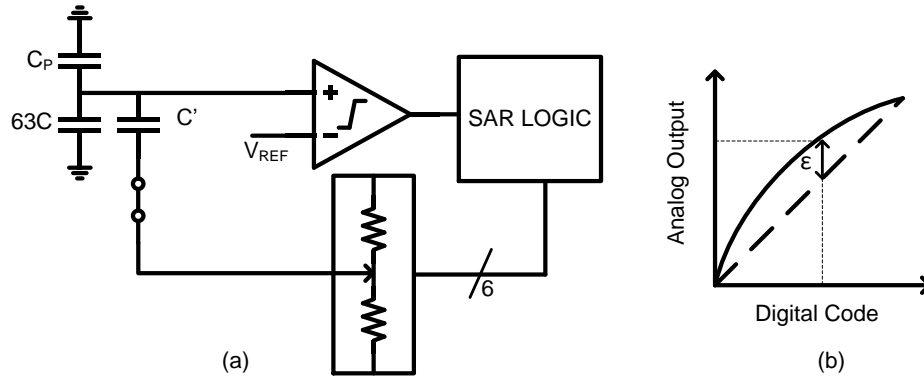 C_P
63C
C'
+
−
V_REF
SAR LOGIC
6
(a)
Analog Output
ε
Digital Code
(b)